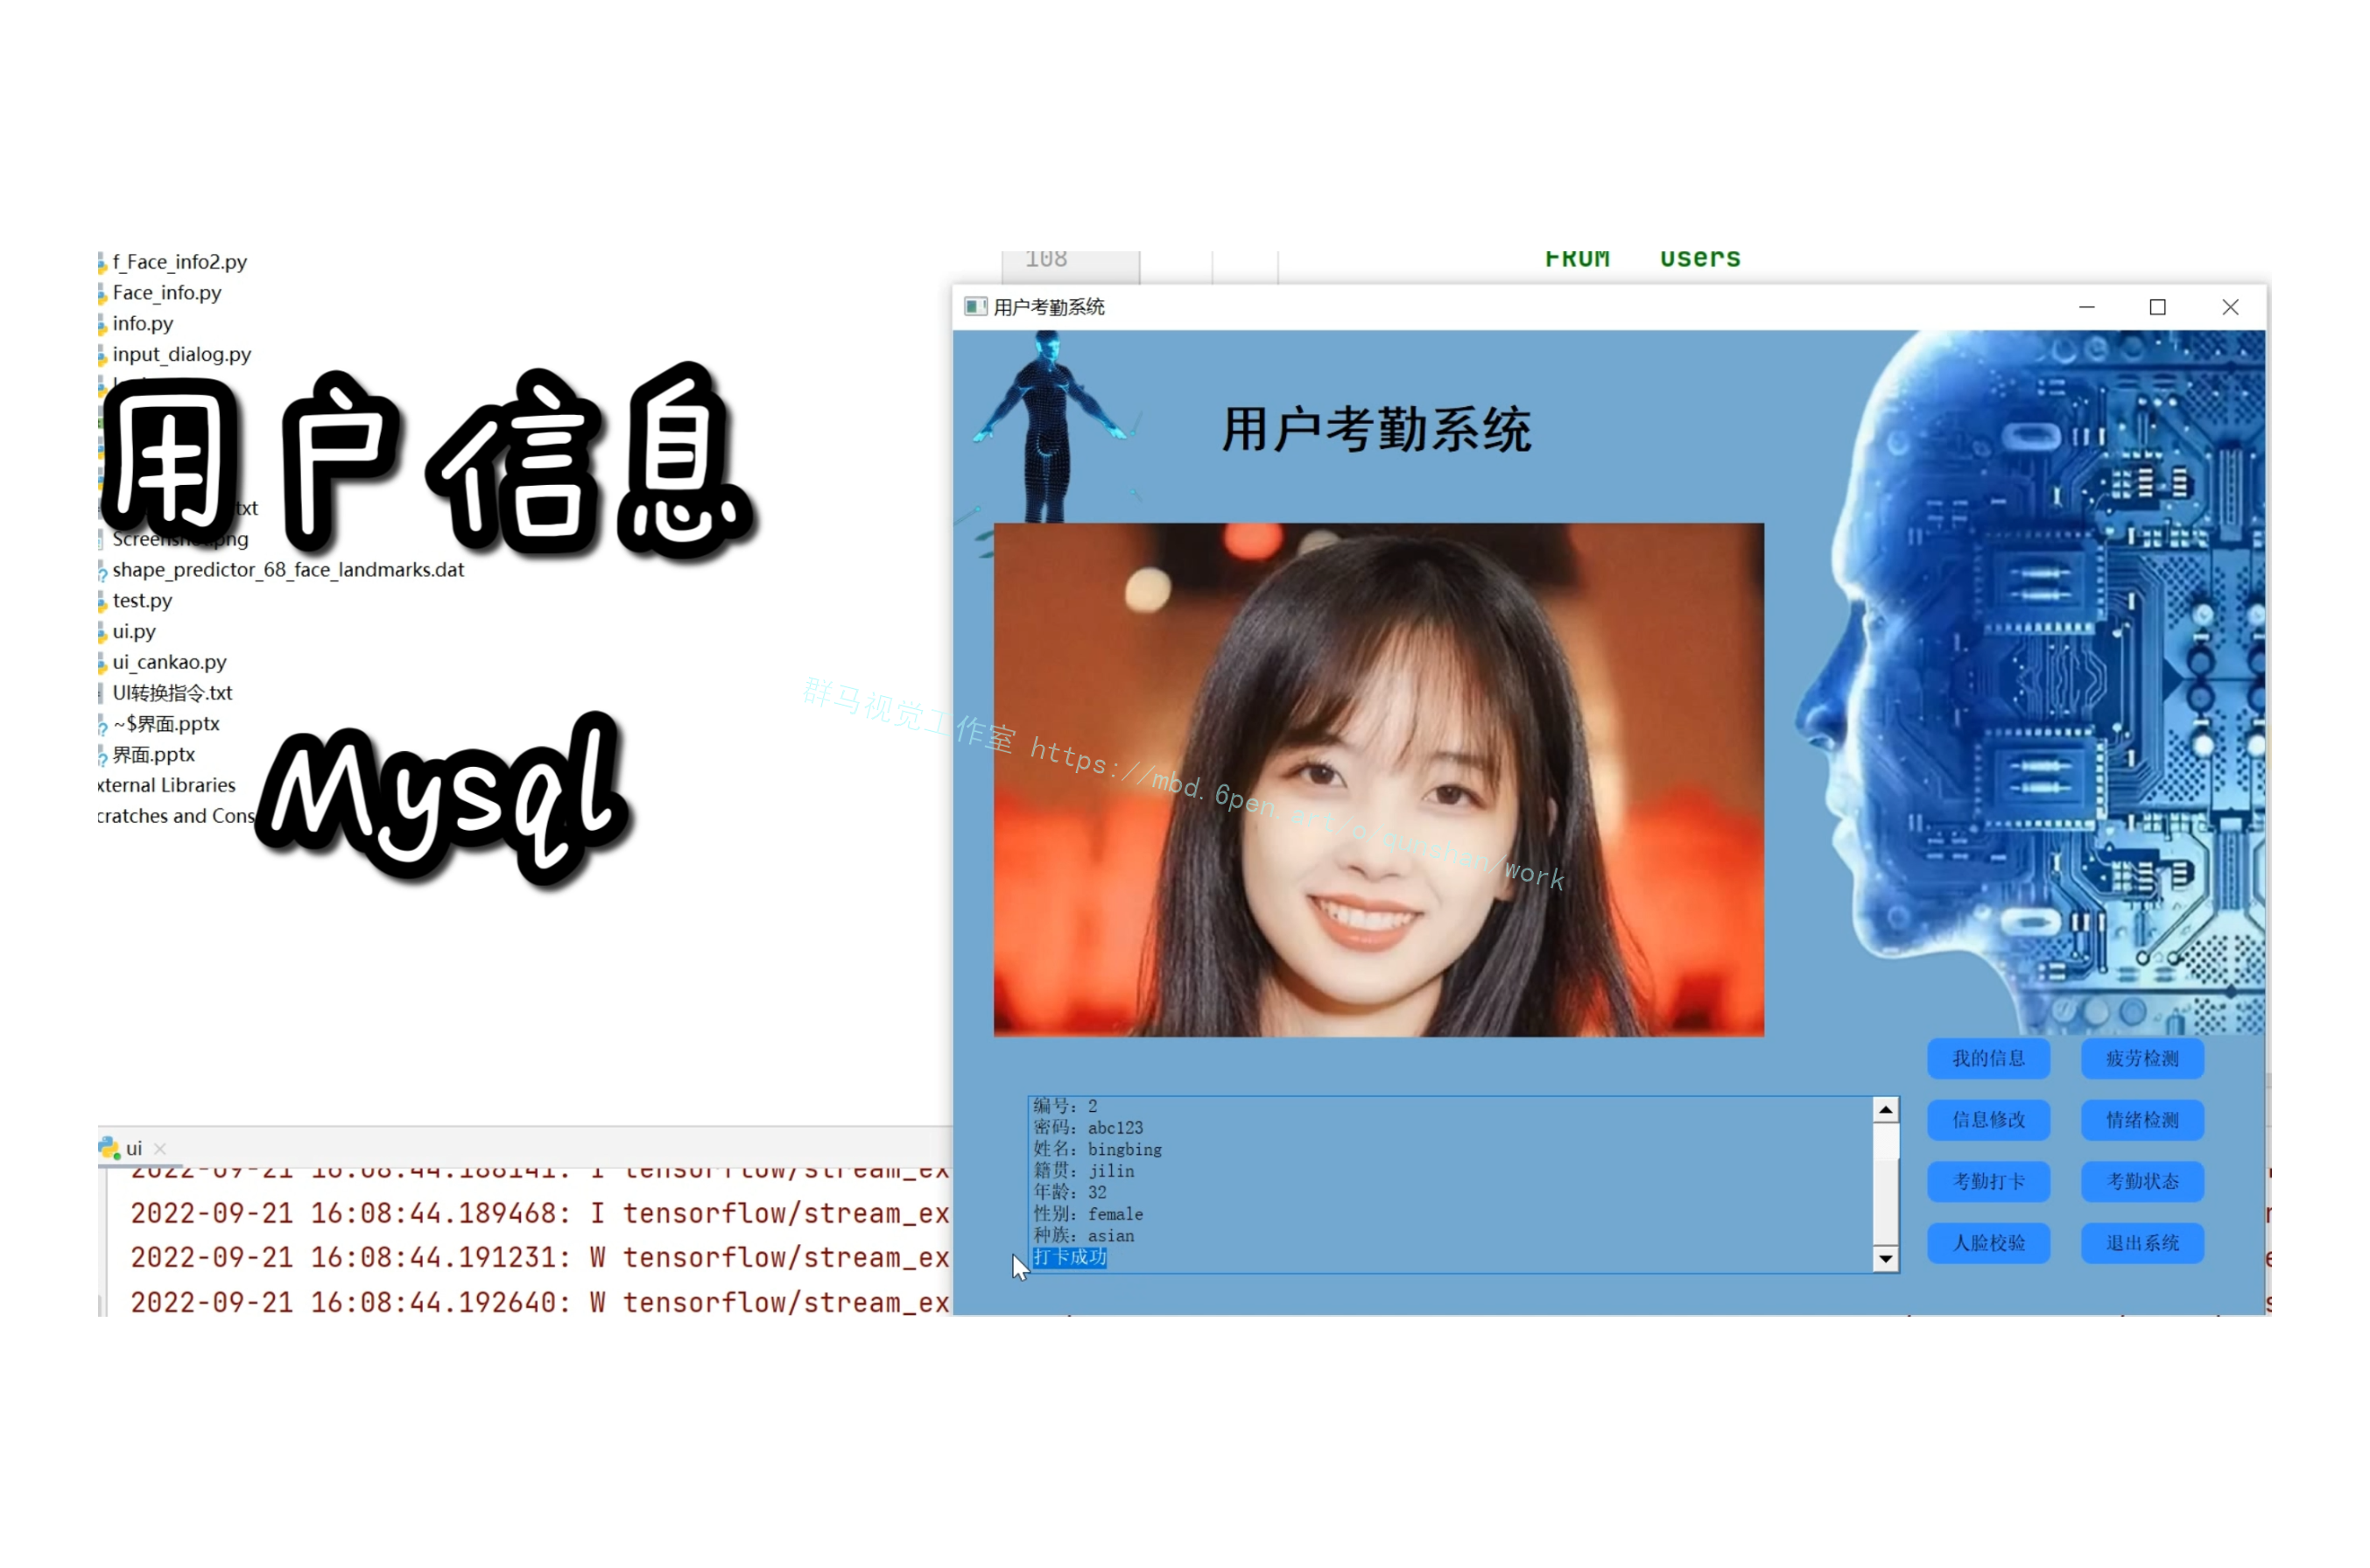 f_Face_info2.py
Face_info.py
info.py
input_dialog.py
txt
Screenshot.png
shape_predictor_68_face_landmarks.dat
test.py
ui.py
ui_cankao.py
UI转换指令.txt
~$界面.pptx
界面.pptx
xternal Libraries
cratches and Cons
用户信息
Mysql
108
FROM users
用户考勤系统
用户考勤系统
群马视觉工作室 https://mbd.6pen.art/o/qunshan/work
编号: 2
密码: abc123
姓名: bingbing
籍贯: jilin
年龄: 32
性别: female
种族: asian
打卡成功
我的信息 疲劳检测
信息修改 情绪检测
考勤打卡 考勤状态
人脸校验 退出系统
ui
2022-09-21 16:08:44.188141: I tensorflow/stream_ex
2022-09-21 16:08:44.189468: I tensorflow/stream_ex
2022-09-21 16:08:44.191231: W tensorflow/stream_ex
2022-09-21 16:08:44.192640: W tensorflow/stream_ex